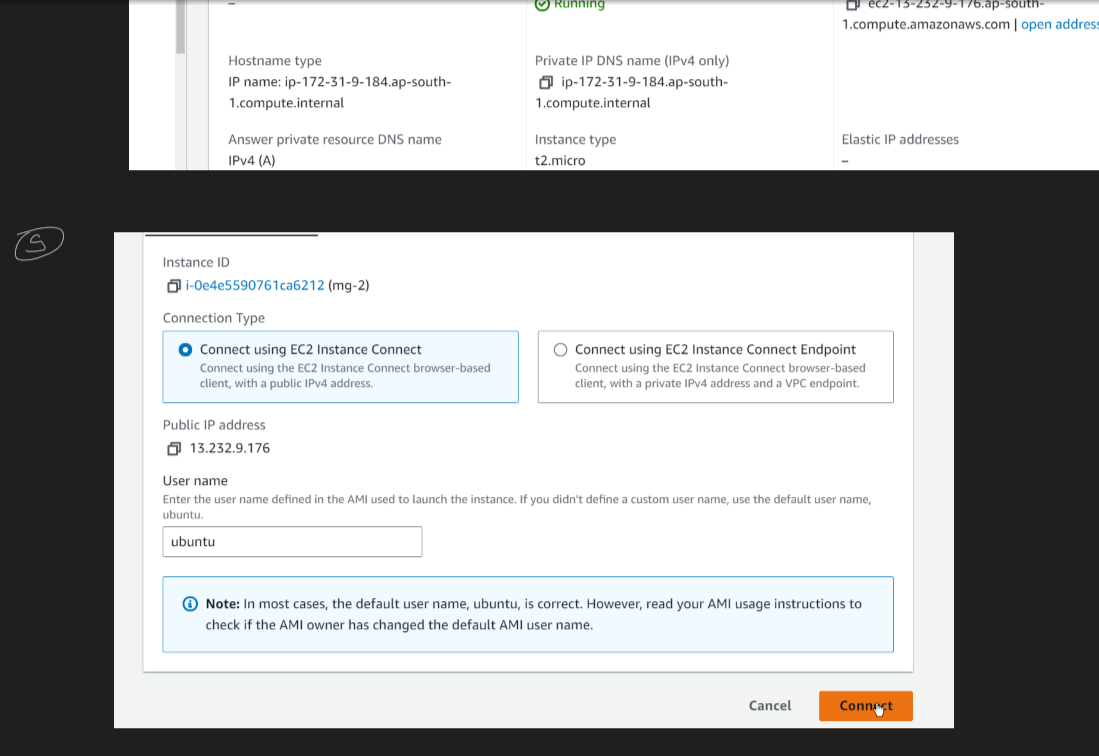 –
Running
ec2-13-232-9-176.ap-south-
1.compute.amazonaws.com | open address
Hostname type
IP name: ip-172-31-9-184.ap-south-
1.compute.internal
Private IP DNS name (IPv4 only)
ip-172-31-9-184.ap-south-
1.compute.internal
Answer private resource DNS name
IPv4 (A)
Instance type
t2.micro
Elastic IP addresses
–
5
Instance ID
i-0e4e5590761ca6212 (mg-2)
Connection Type
Connect using EC2 Instance Connect
Connect using the EC2 Instance Connect browser-based
client, with a public IPv4 address.
Connect using EC2 Instance Connect Endpoint
Connect using the EC2 Instance Connect browser-based
client, with a private IPv4 address and a VPC endpoint.
Public IP address
13.232.9.176
User name
Enter the user name defined in the AMI used to launch the instance. If you didn't define a custom user name, use the default user name,
ubuntu.
ubuntu
Note: In most cases, the default user name, ubuntu, is correct. However, read your AMI usage instructions to
check if the AMI owner has changed the default AMI user name.
Cancel
Connect